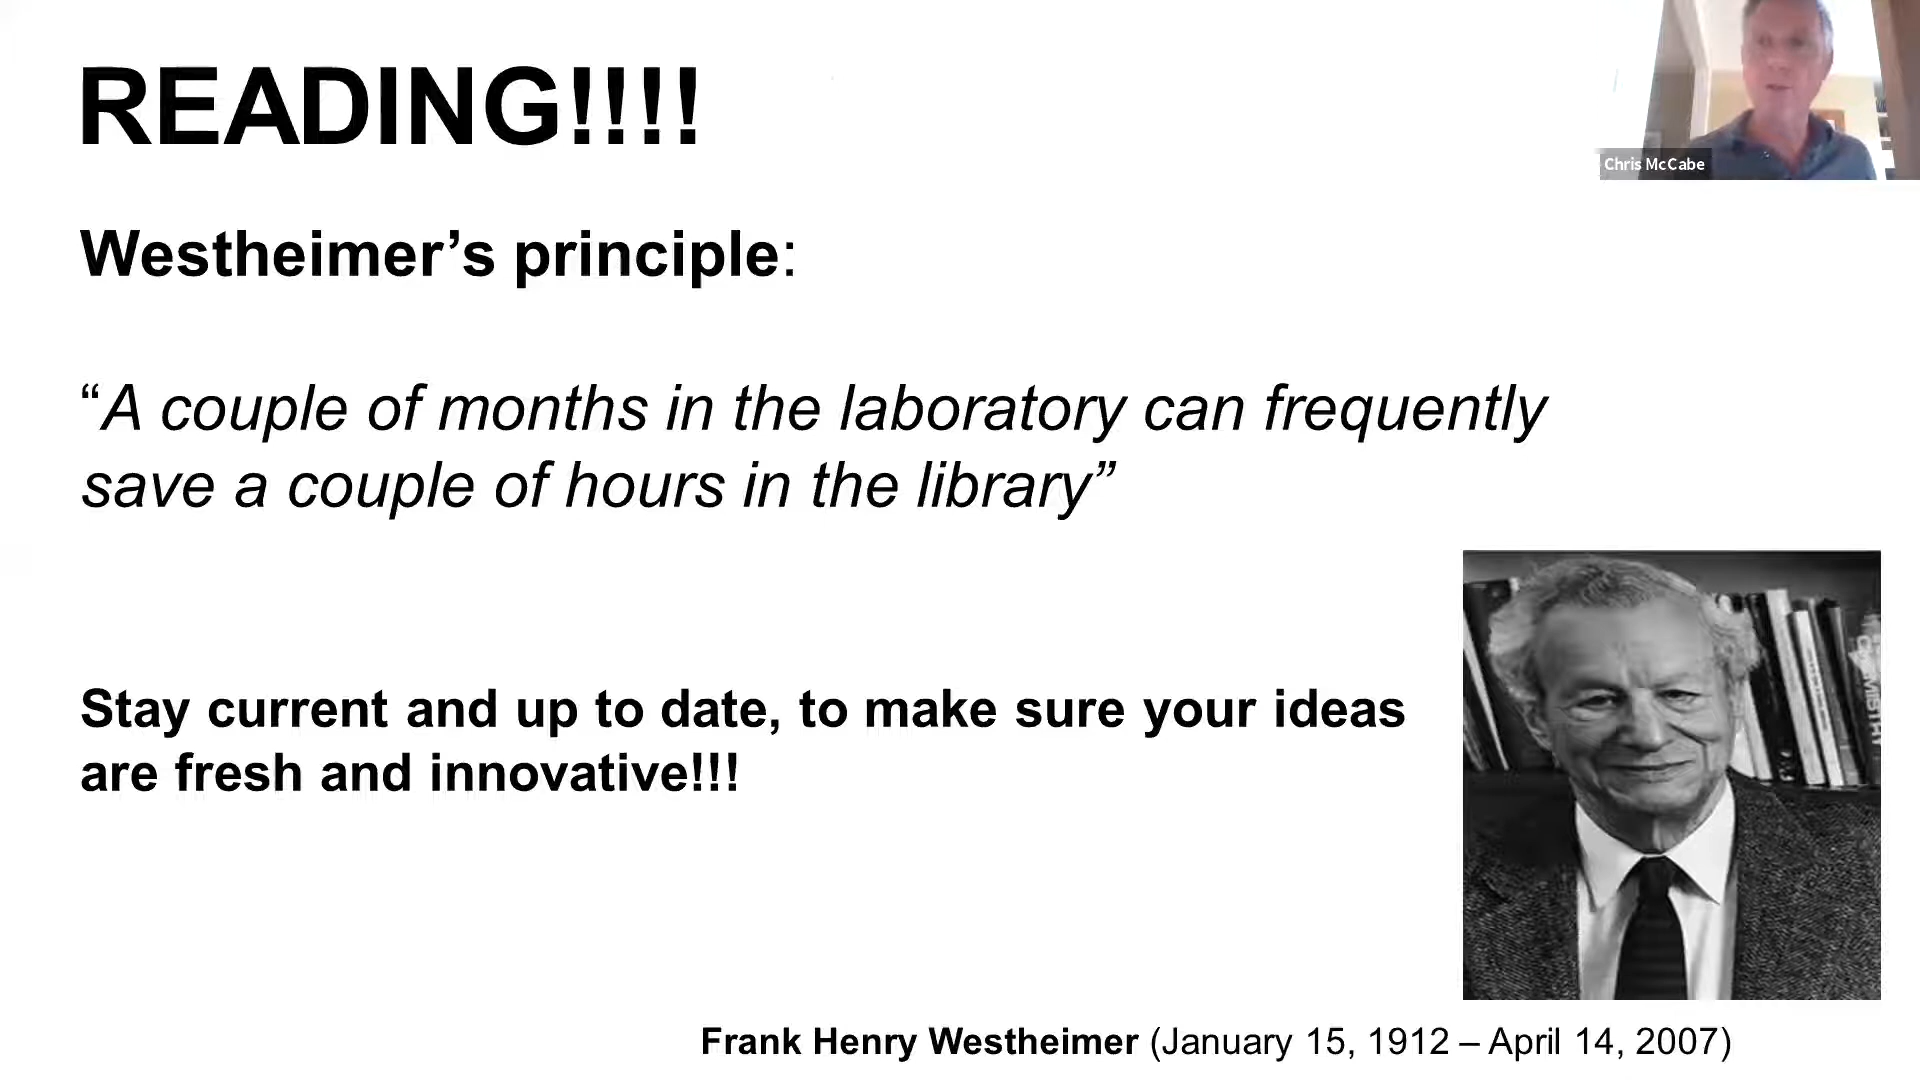 READING!!!!
Chris McCabe
Westheimer’s principle:
“A couple of months in the laboratory can frequently
save a couple of hours in the library”
Stay current and up to date, to make sure your ideas
are fresh and innovative!!!
Frank Henry Westheimer (January 15, 1912 – April 14, 2007)